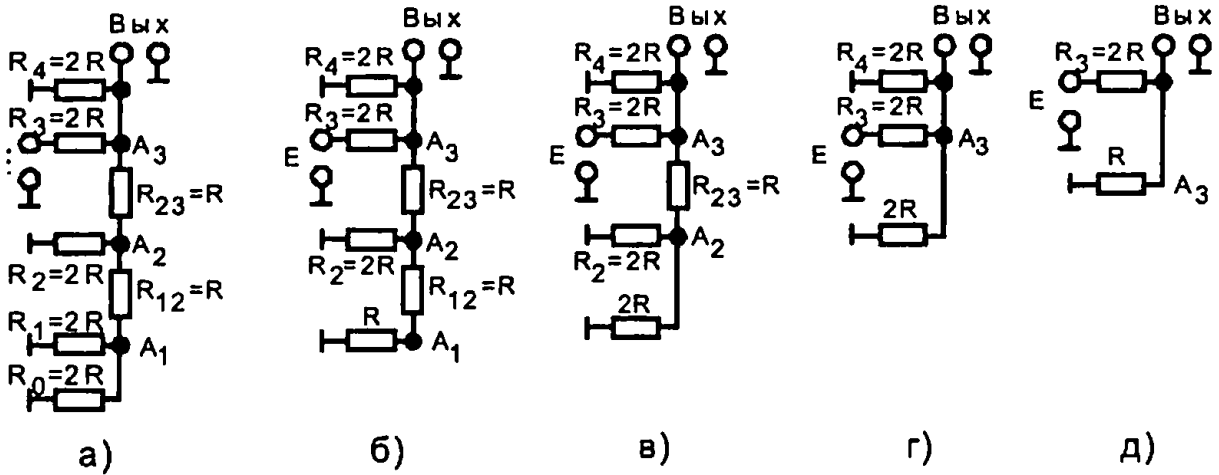 Вых
R4=2R
R3=2R
A3
R23=R
A2
R2=2R
R12=R
R1=2R
A1
R0=2R
а)
Вых
R4=2R
R3=2R
E
A3
R23=R
A2
R2=2R
R12=R
R
A1
б)
Вых
R4=2R
R3=2R
E
A3
R23=R
A2
R2=2R
2R
в)
Вых
R4=2R
R3=2R
E
A3
2R
г)
Вых
R3=2R
E
R
A3
д)